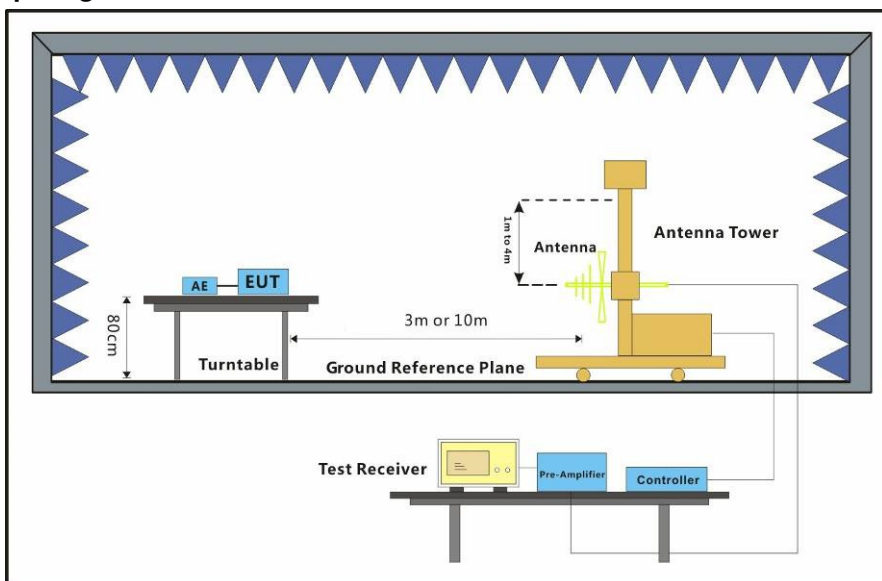 1m to 4m
Antenna
Antenna Tower
AE
EUT
80cm
3m or 10m
Turntable
Ground Reference Plane
Test Receiver
Pre-Amplifier
Controller